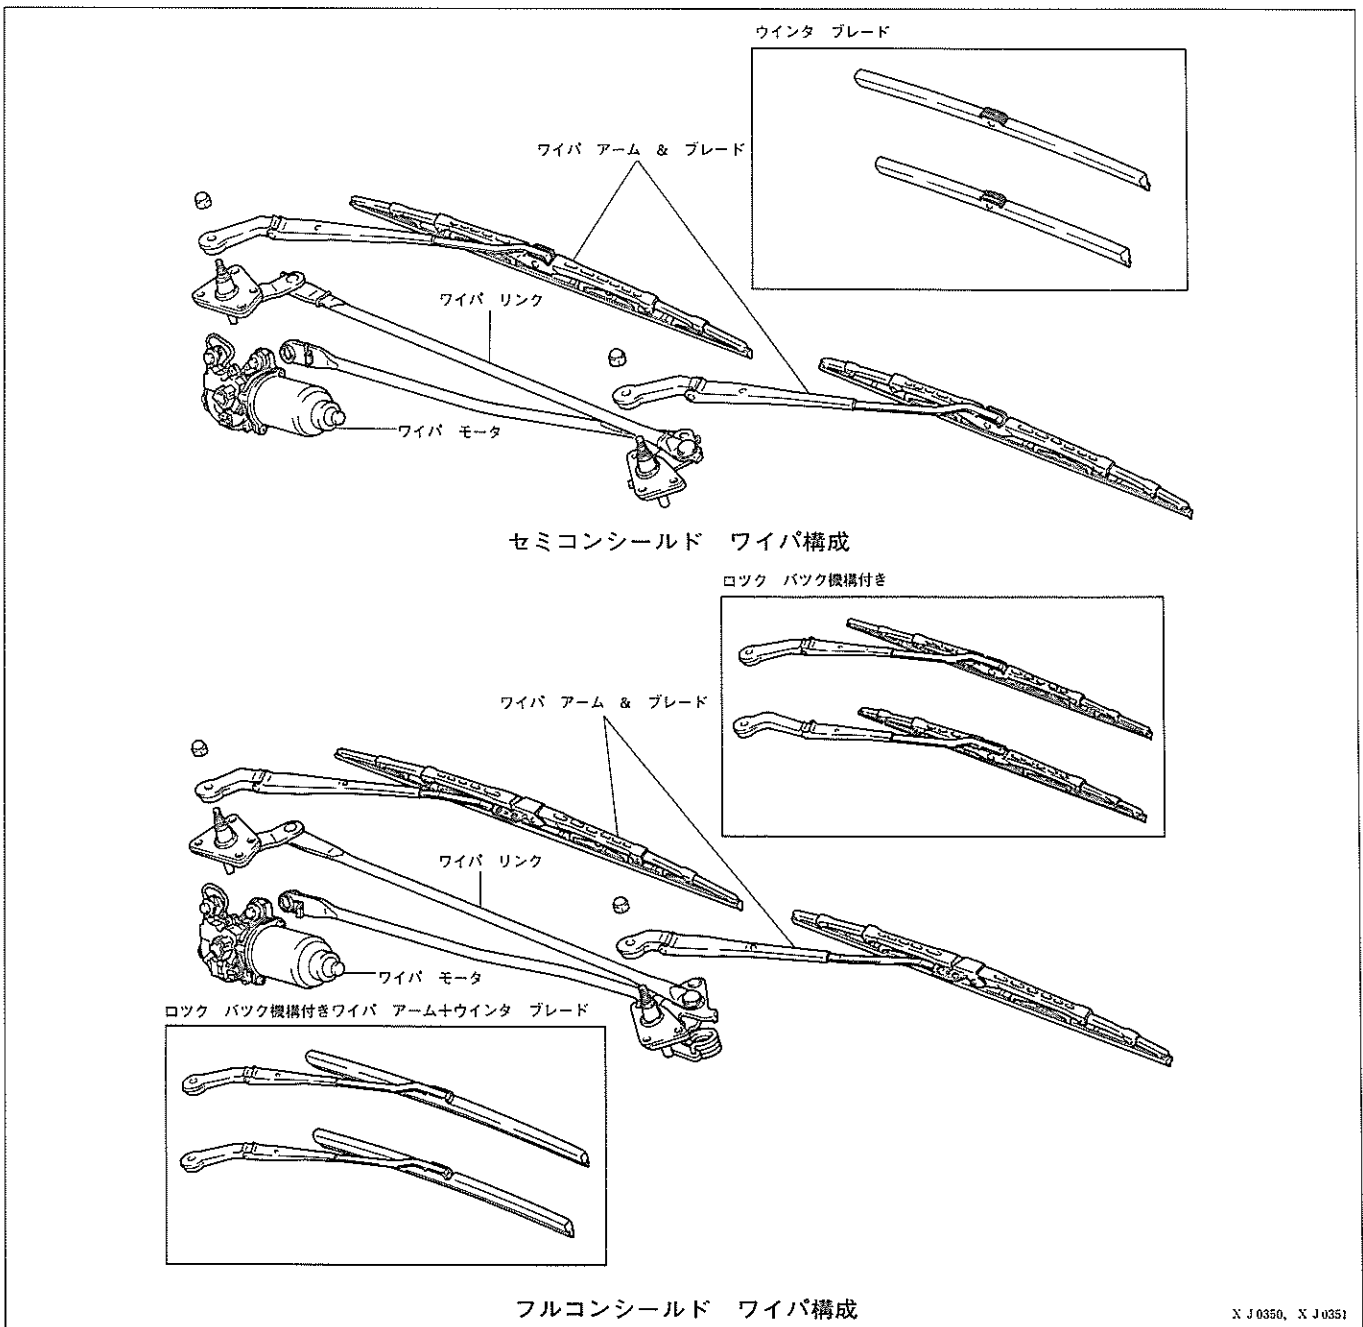 ウインタ ブレード
ワイパ アーム & ブレード
ワイパ リンク
ワイパ モータ
セミコンシールド ワイパ構成
ロツク バツク機構付き
ワイパ アーム & ブレード
ワイパ リンク
ワイパ モータ
ロツク バツク機構付きワイパ アーム+ウインタ ブレード
フルコンシールド ワイパ構成
X J 0350, X J 0351